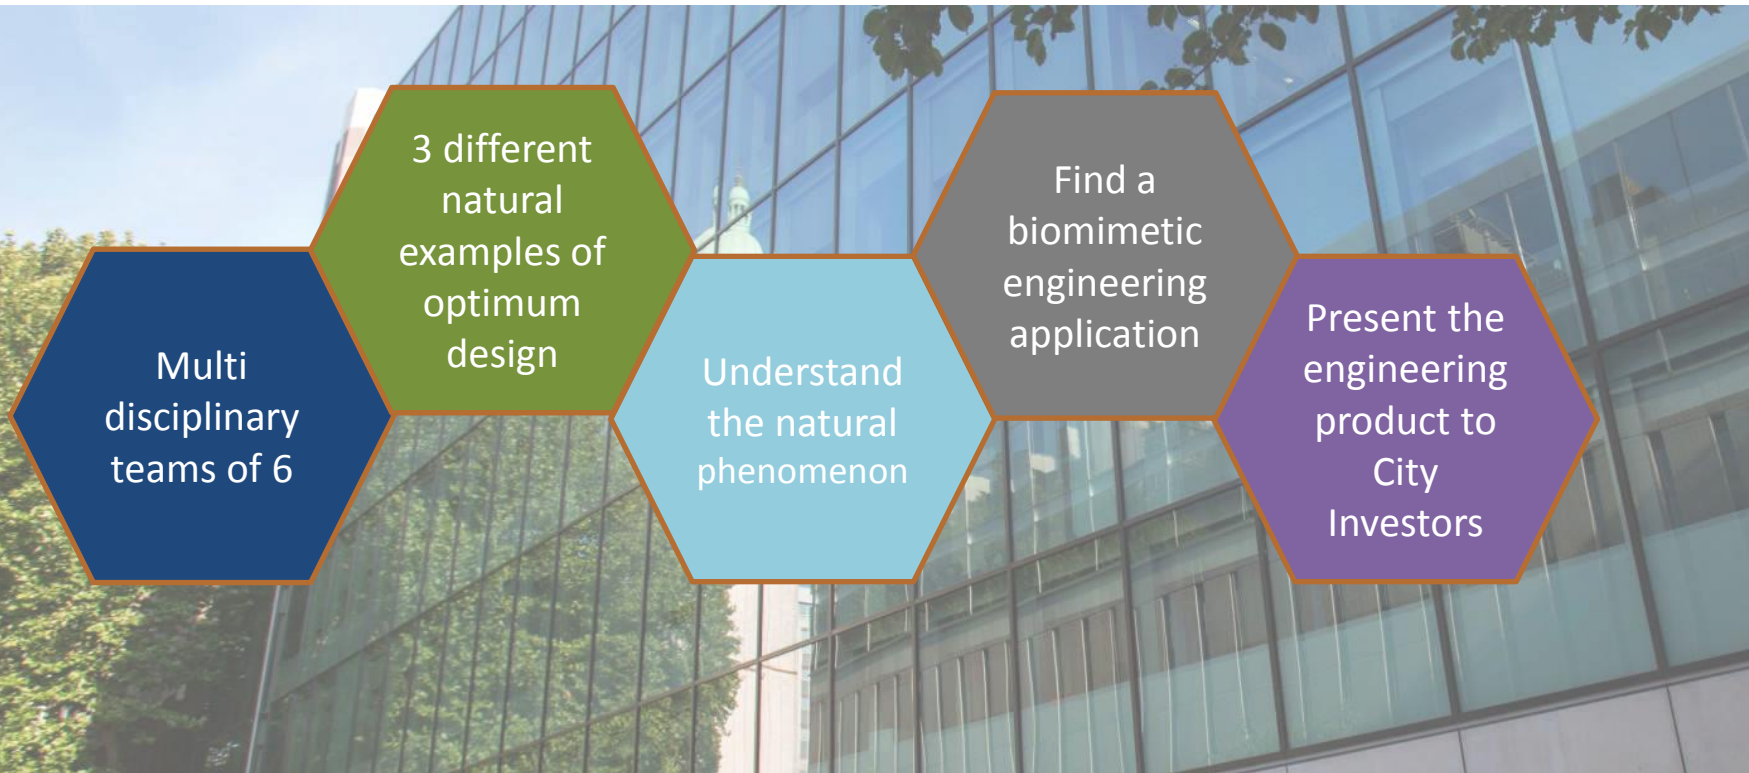 Multi
disciplinary
teams of 6
3 different
natural
examples of
optimum
design
Understand
the natural
phenomenon
Find a
biomimetic
engineering
application
Present the
engineering
product to
City
Investors